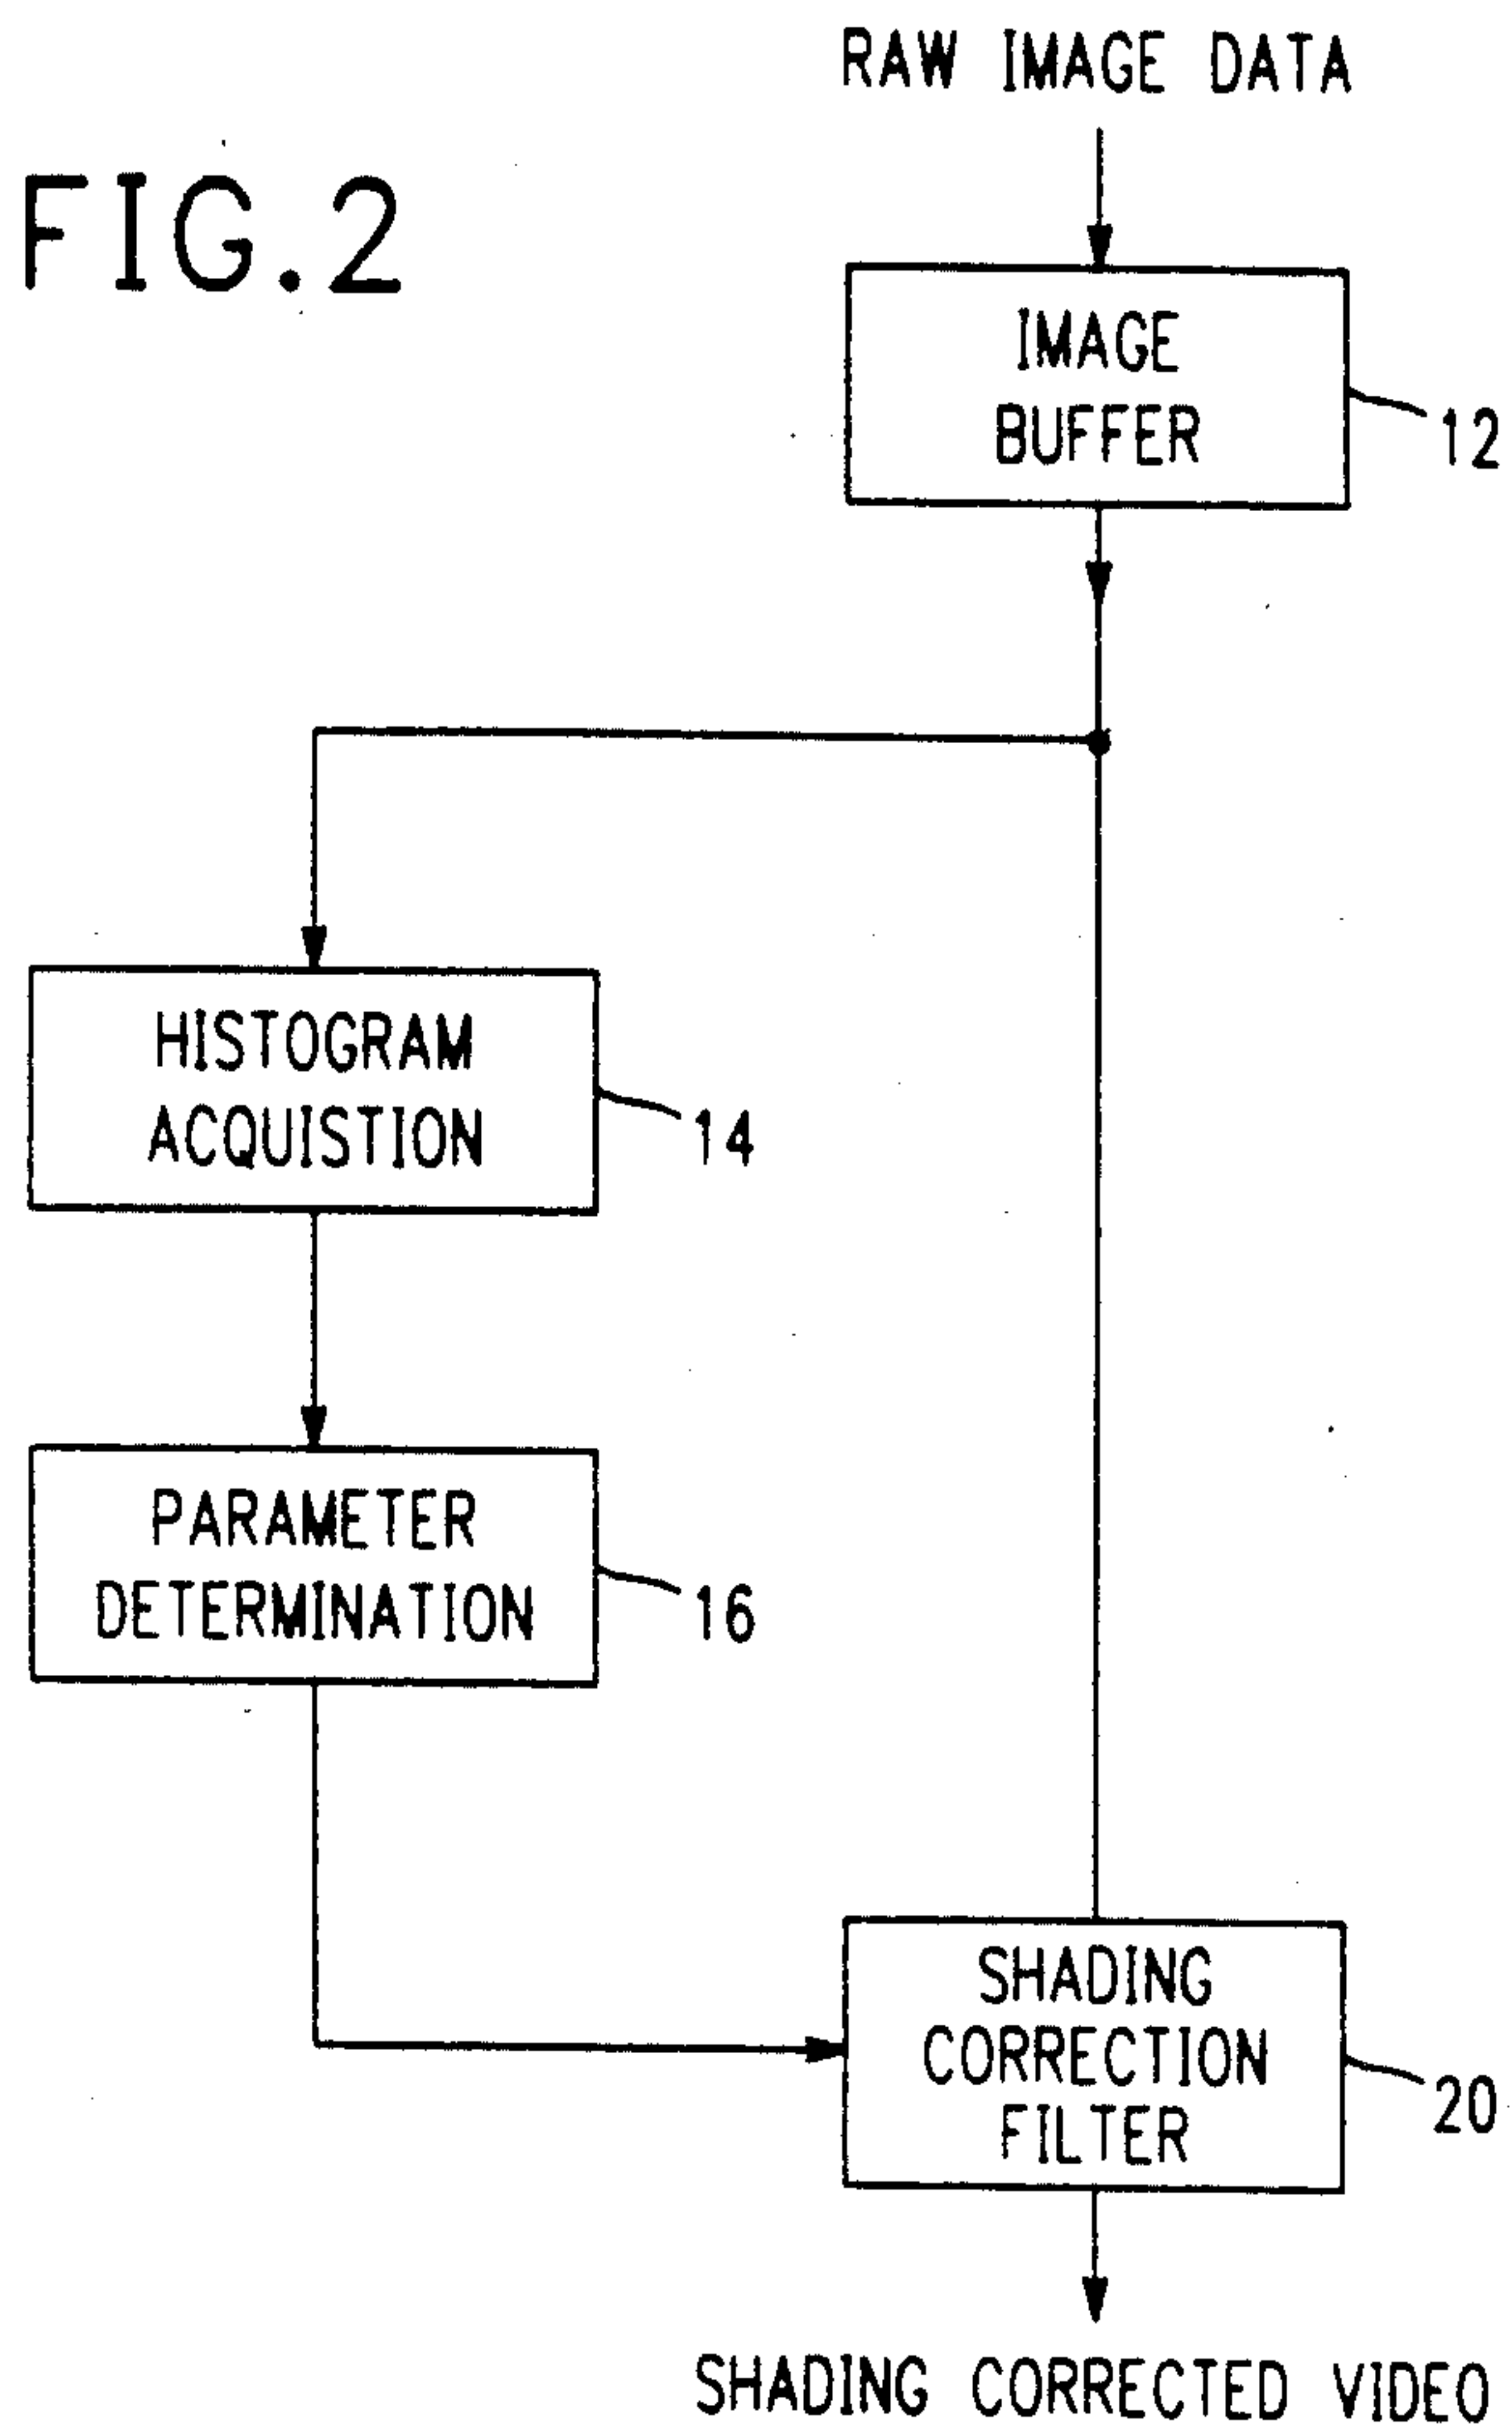 RAW IMAGE DATA
FIG.2
IMAGE
BUFFER
12
HISTOGRAM
ACQUISTION
14
PARAMETER
DETERMINATION
16
SHADING
CORRECTION
FILTER
20
SHADING CORRECTED VIDEO